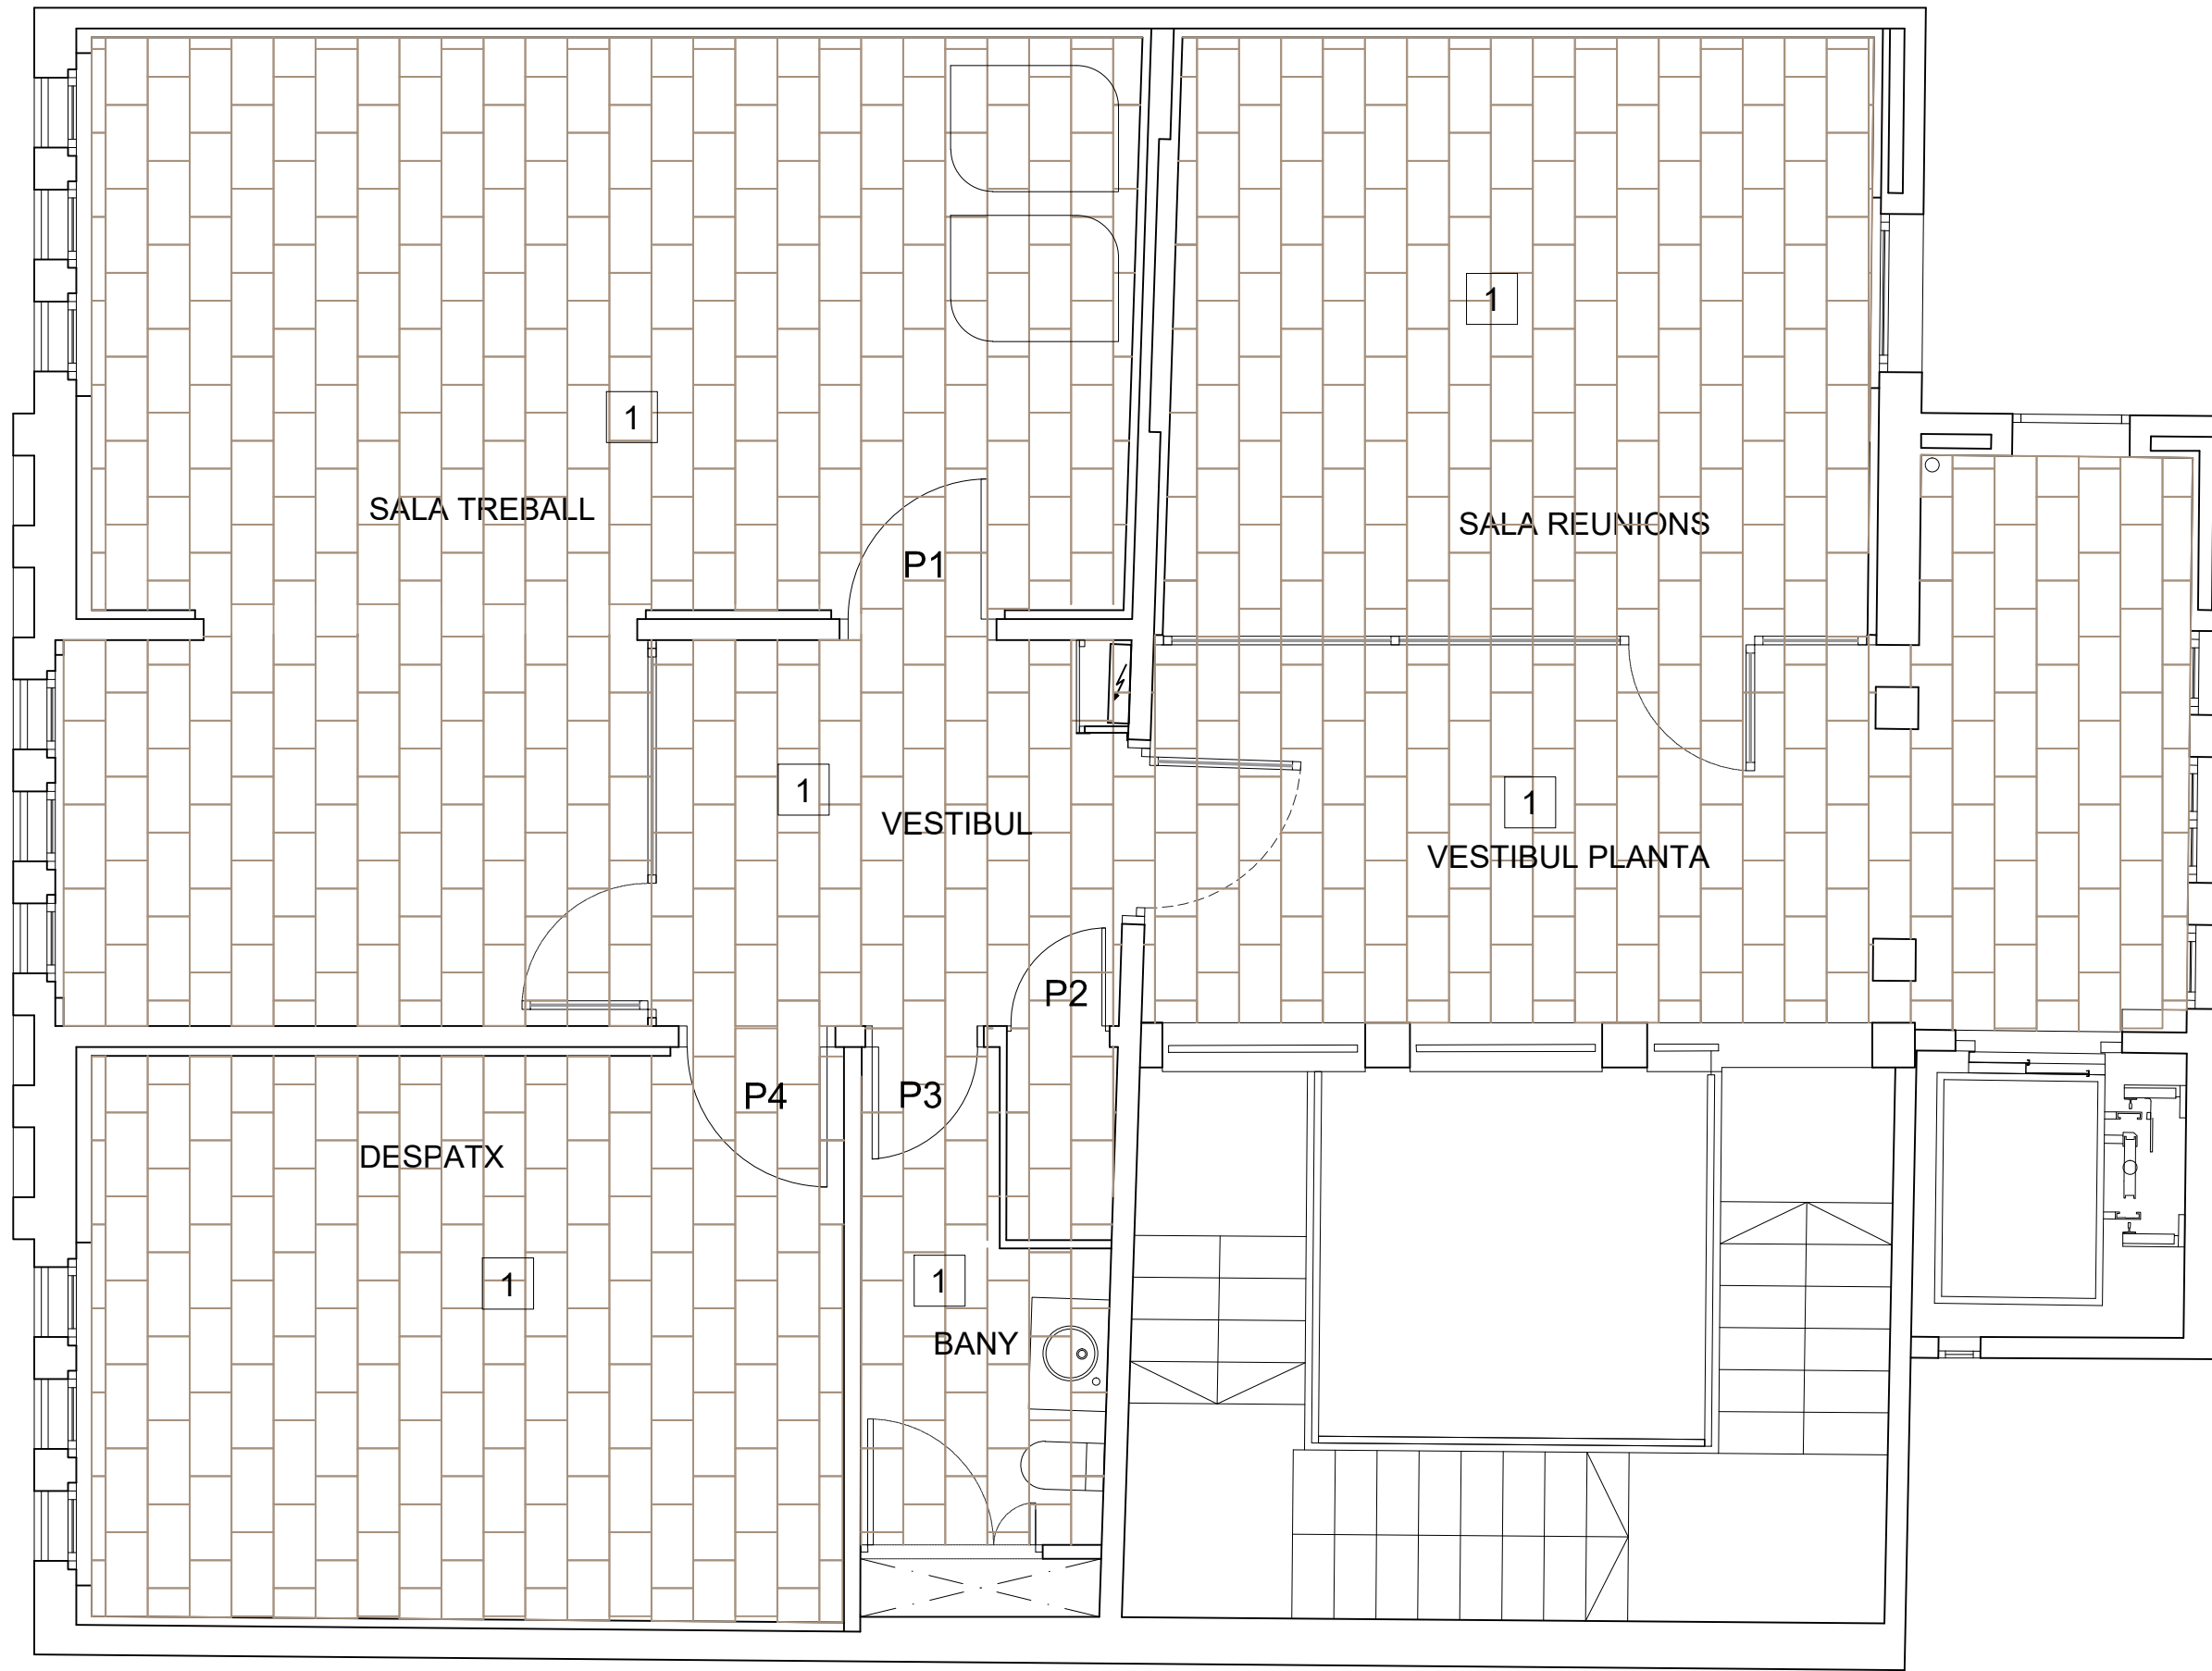 1
1
SALA TREBALL
SALA REUNIONS
P1
1
1
VESTIBUL
VESTIBUL PLANTA
P2
P4
P3
DESPATX
1
1
BANY